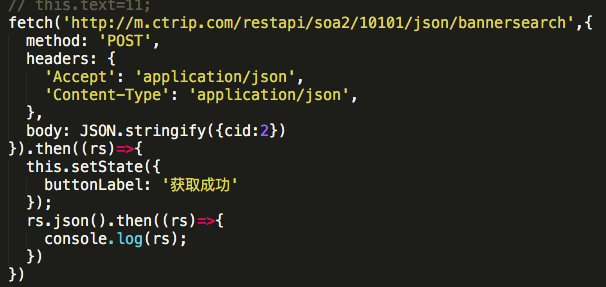 // this.text=11;
fetch('http://m.ctrip.com/restapi/soa2/10101/json/bannersearch',{
  method: 'POST',
  headers: {
    'Accept': 'application/json',
    'Content-Type': 'application/json',
  },
  body: JSON.stringify({cid:2})
}).then((rs)=>{
  this.setState({
    buttonLabel: '获取成功'
  });
  rs.json().then((rs)=>{
    console.log(rs);
  })
})